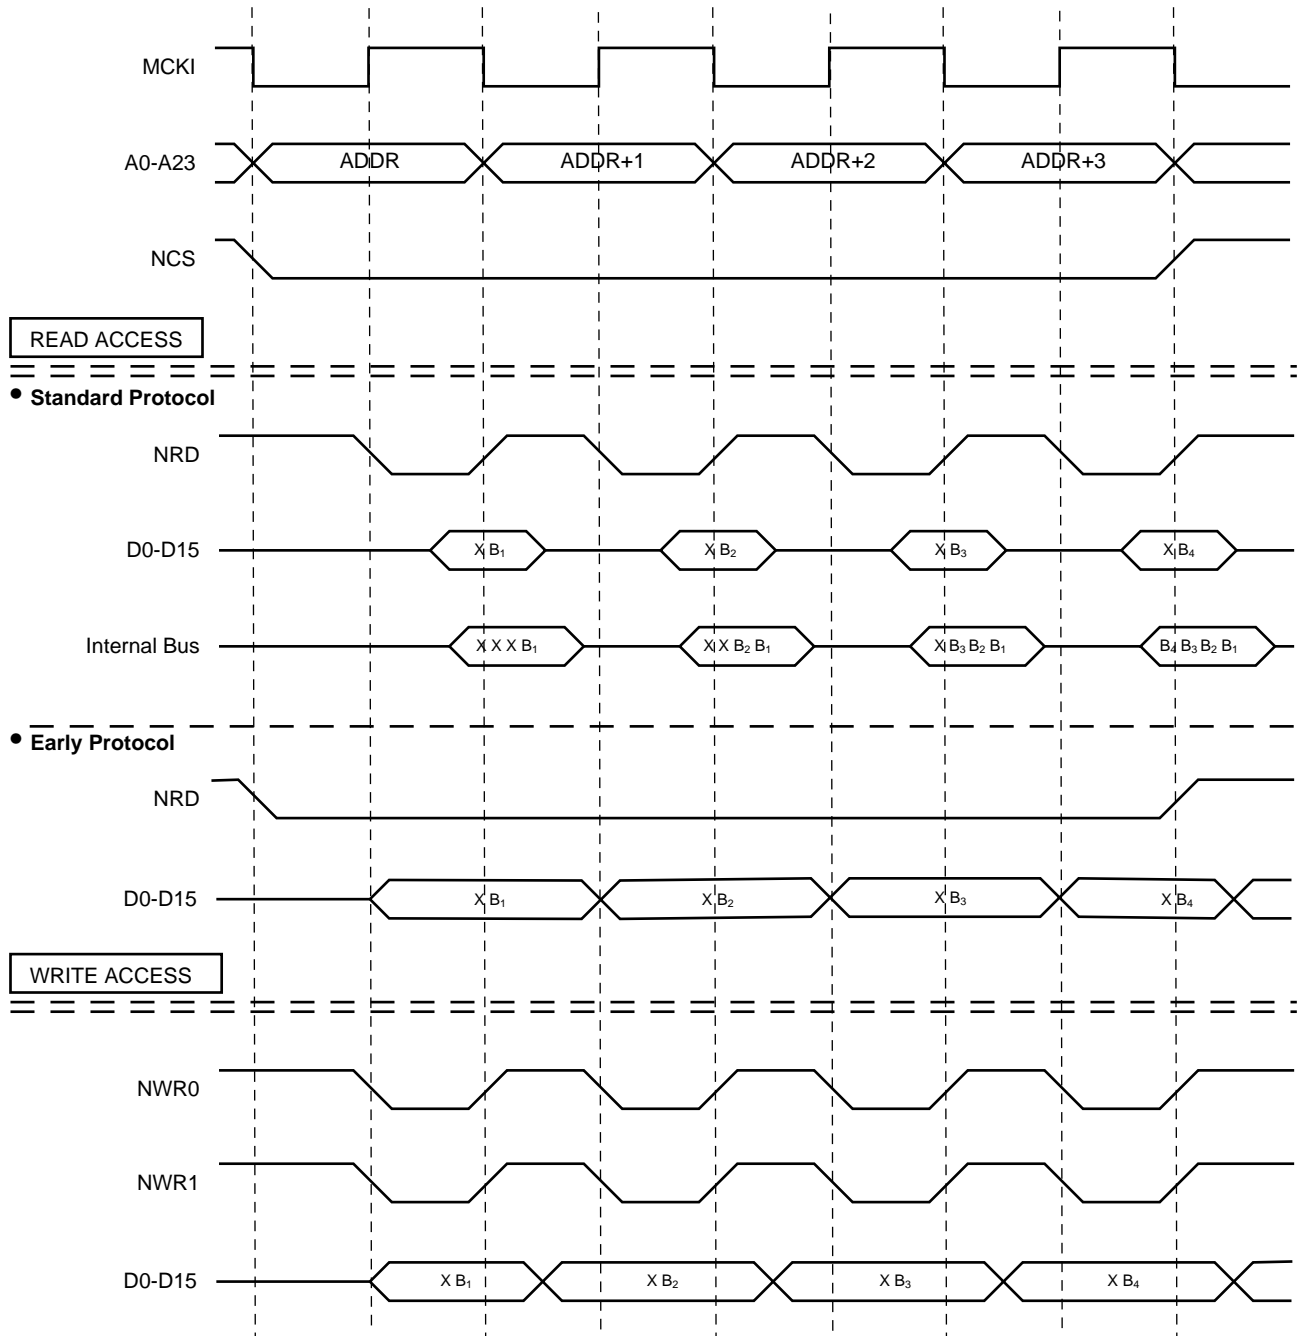 MCKI
A0-A23 ADDR ADDR+1 ADDR+2 ADDR+3
NCS
READ ACCESS
• Standard Protocol
NRD
D0-D15 X B₁ X B₂ X B₃ X B₄
Internal Bus X X X B₁ X X B₂ B₁ X B₃ B₂ B₁ B₄ B₃ B₂ B₁
• Early Protocol
NRD
D0-D15 X B₁ X B₂ X B₃ X B₄
WRITE ACCESS
NWR0
NWR1
D0-D15 X B₁ X B₂ X B₃ X B₄